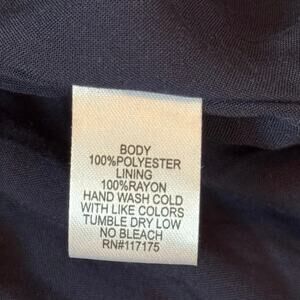 BODY
100%POLYESTER
LINING
100%RAYON
HAND WASH COLD
WITH LIKE COLORS
TUMBLE DRY LOW
NO BLEACH
RN#117175